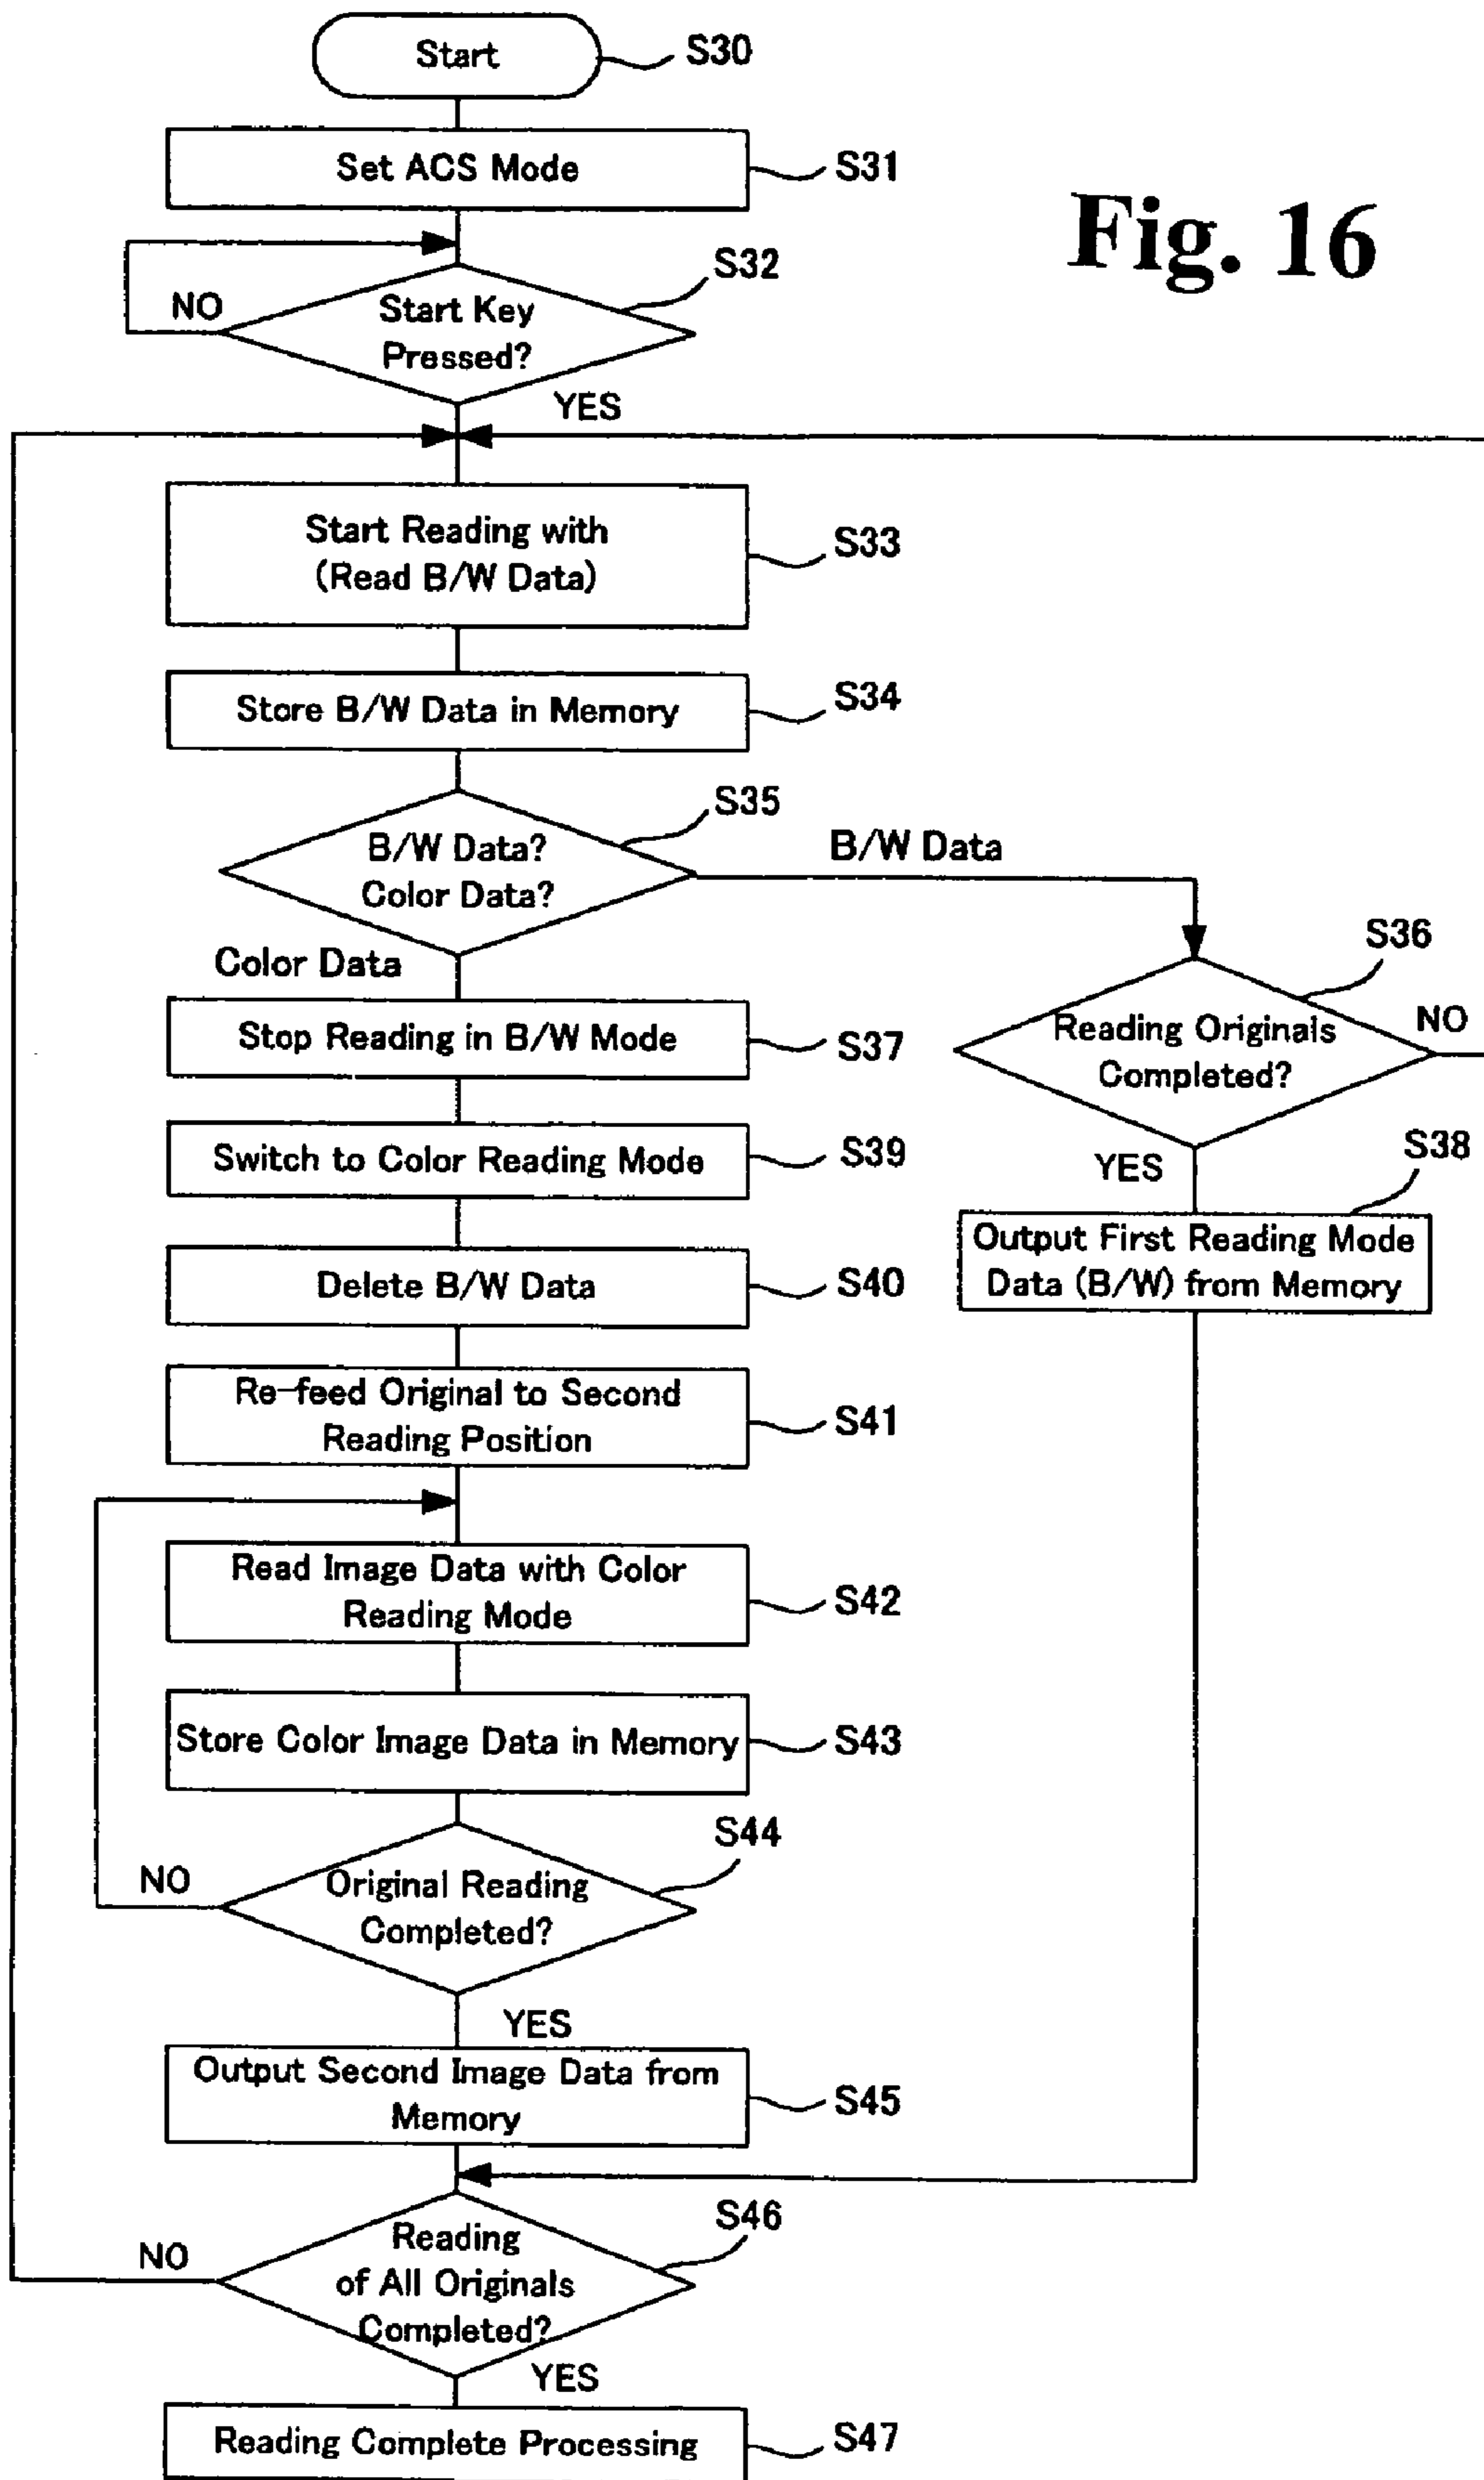 Start
S30
Set ACS Mode
S31
Fig. 16
S32
NO
Start Key
Pressed?
YES
Start Reading with
(Read B/W Data)
S33
Store B/W Data in Memory
S34
S35
B/W Data?
Color Data?
B/W Data
Color Data
S36
Reading Originals
Completed?
NO
Stop Reading in B/W Mode
S37
Switch to Color Reading Mode
S39
YES
S38
Output First Reading Mode
Data (B/W) from Memory
Delete B/W Data
S40
Re-feed Original to Second
Reading Position
S41
Read Image Data with Color
Reading Mode
S42
Store Color Image Data in Memory
S43
S44
NO
Original Reading
Completed?
YES
Output Second Image Data from
Memory
S45
S46
NO
Reading
of All Originals
Completed?
YES
Reading Complete Processing
S47